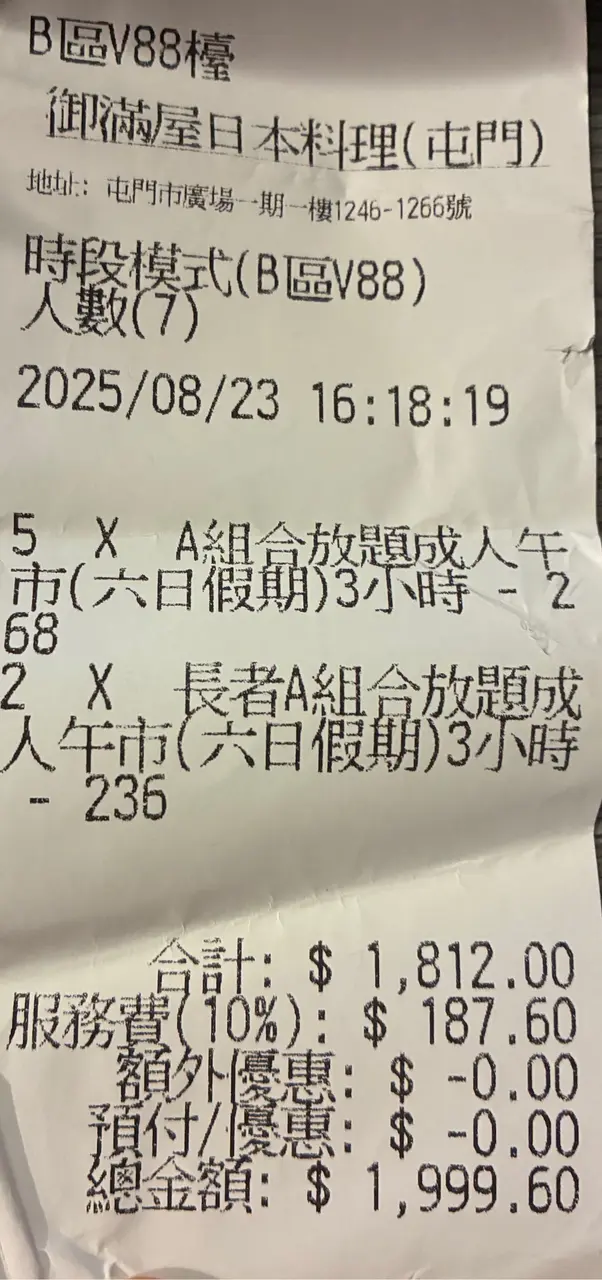 B區V88檯
御滿屋日本料理(屯門)
地址: 屯門市廣場一期一樓1246-1266號
時段模式(B區V88)
人數(7)
2025/08/23 16:18:19
5 X A組合放題成人午
市(六日假期)3小時 - 2
68
2 X 長者A組合放題成
人午市(六日假期)3小時
- 236
合計: $ 1,812.00
服務費(10%): $ 187.60
額外優惠: $ -0.00
預付/優惠: $ -0.00
總金額: $ 1,999.60